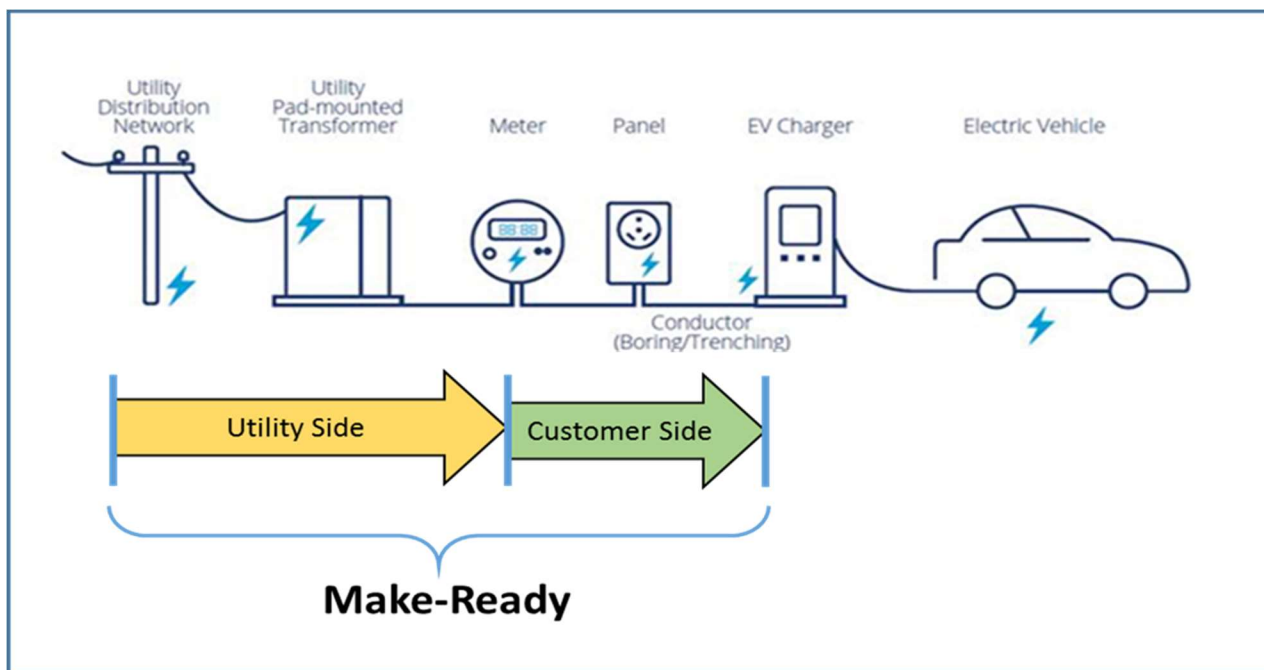 Utility
Distribution
Network
Utility
Pad-mounted
Transformer
Meter
Panel
EV Charger
Electric Vehicle
88:88
Conductor
(Boring/Trenching)
Utility Side
Customer Side
Make-Ready